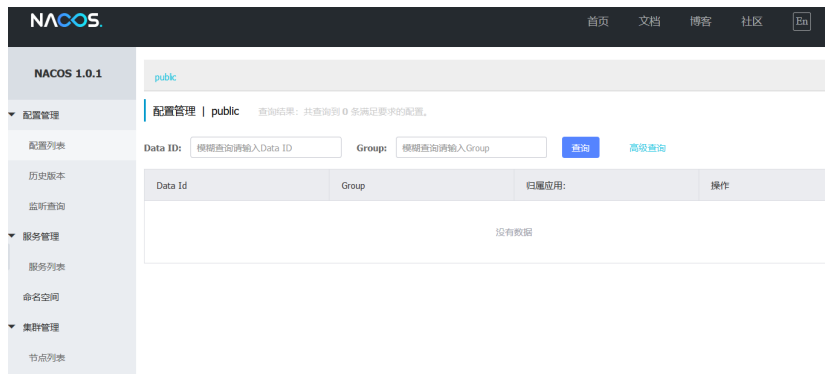 NACOS. 首页 文档 博客 社区 En
NACOS 1.0.1
public
配置管理
配置管理 | public 查询结果：共查询到 0 条满足要求的配置。
配置列表
Data ID: 模糊查询请输入Data ID Group: 模糊查询请输入Group 查询 高级查询
历史版本
Data Id Group 归属应用: 操作
监听查询
服务管理
没有数据
服务列表
命名空间
集群管理
节点列表